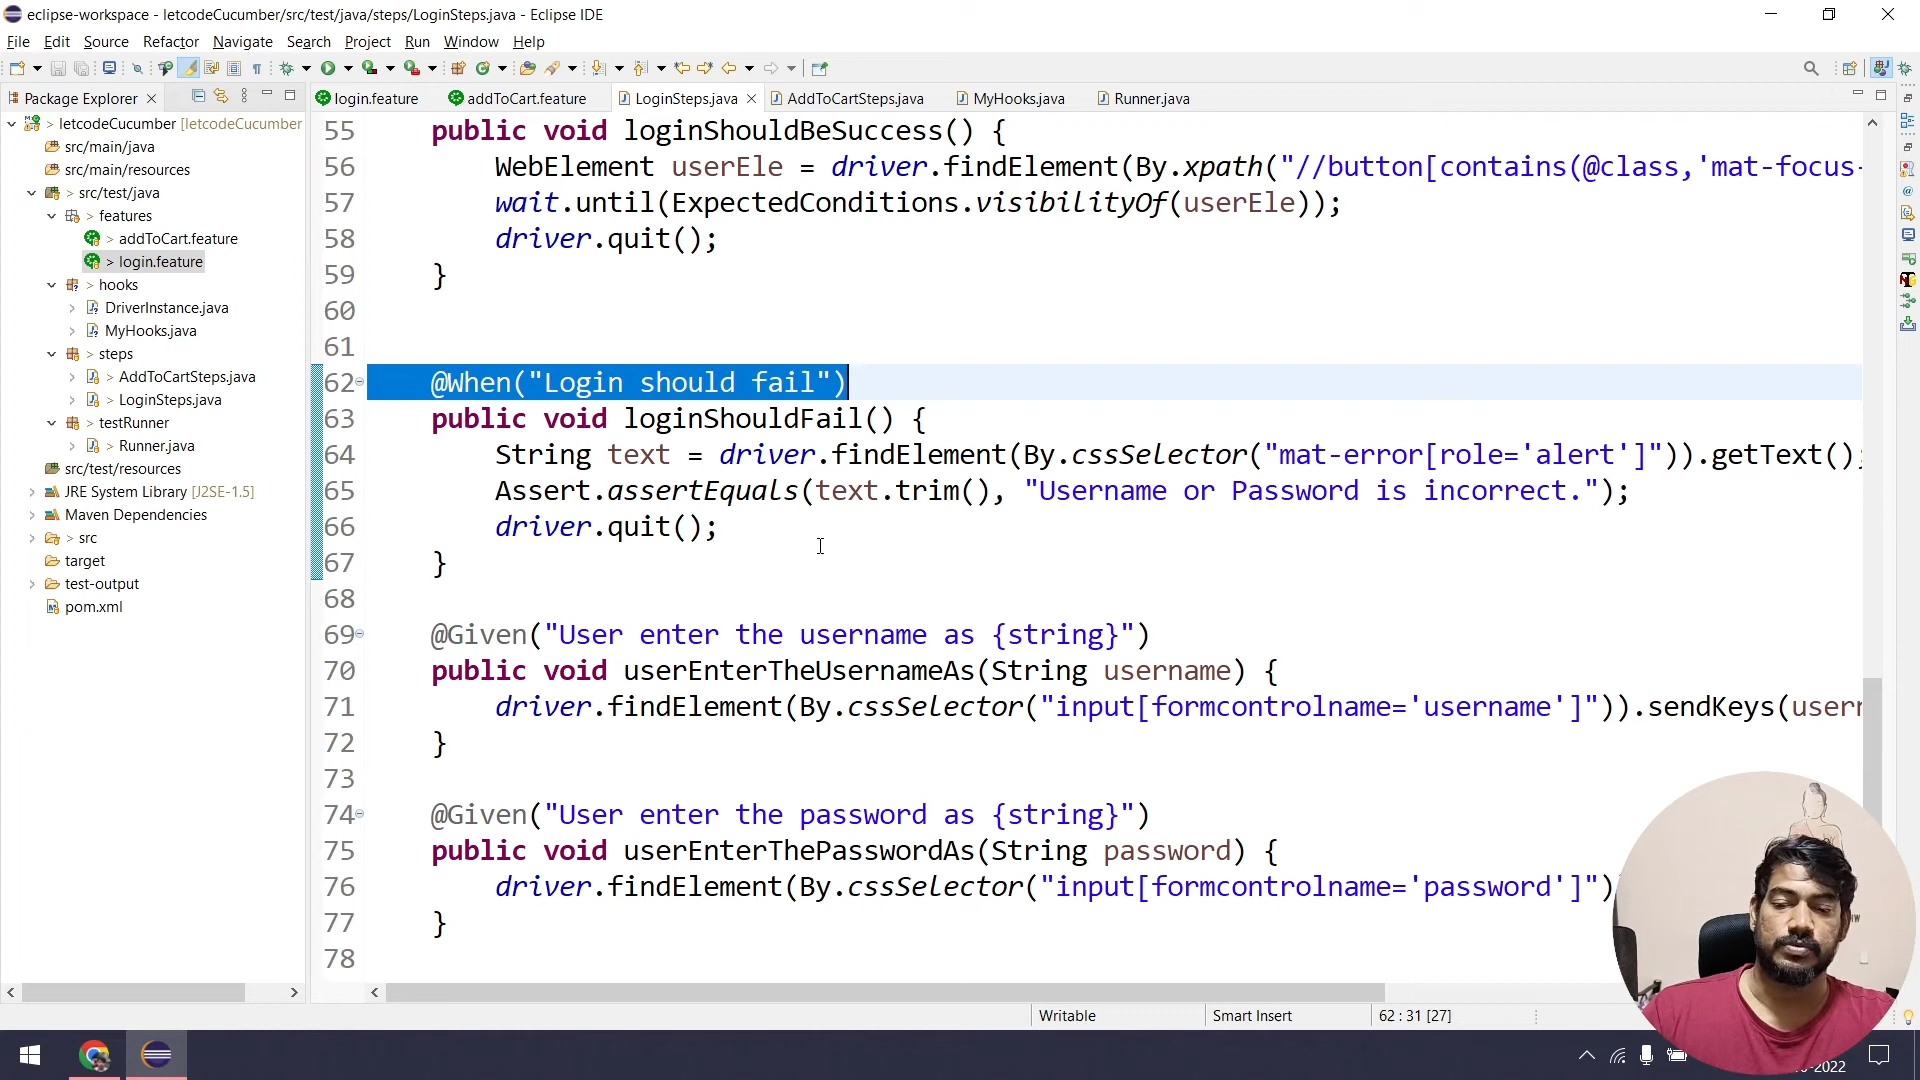 eclipse-workspace - letcodeCucumber/src/test/java/steps/LoginSteps.java - Eclipse IDE
File Edit Source Refactor Navigate Search Project Run Window Help
Package Explorer
login.feature
addToCart.feature
LoginSteps.java
AddToCartSteps.java
MyHooks.java
Runner.java
> letcodeCucumber [letcodeCucumber
src/main/java
src/main/resources
> src/test/java
> features
> addToCart.feature
> login.feature
> hooks
DriverInstance.java
MyHooks.java
> steps
> AddToCartSteps.java
> LoginSteps.java
> testRunner
> Runner.java
src/test/resources
JRE System Library [J2SE-1.5]
Maven Dependencies
> src
target
test-output
pom.xml
55 public void loginShouldBeSuccess() {
56 WebElement userEle = driver.findElement(By.xpath("//button[contains(@class,'mat-focus-
57 wait.until(ExpectedConditions.visibilityOf(userEle));
58 driver.quit();
59 }
60
61
62 @When("Login should fail")
63 public void loginShouldFail() {
64 String text = driver.findElement(By.cssSelector("mat-error[role='alert']")).getText();
65 Assert.assertEquals(text.trim(), "Username or Password is incorrect.");
66 driver.quit();
67 }
68
69 @Given("User enter the username as {string}")
70 public void userEnterTheUsernameAs(String username) {
71 driver.findElement(By.cssSelector("input[formcontrolname='username']")).sendKeys(user
72 }
73
74 @Given("User enter the password as {string}")
75 public void userEnterThePasswordAs(String password) {
76 driver.findElement(By.cssSelector("input[formcontrolname='password']")
77 }
78
Writable
Smart Insert
62 : 31 [27]
-2022